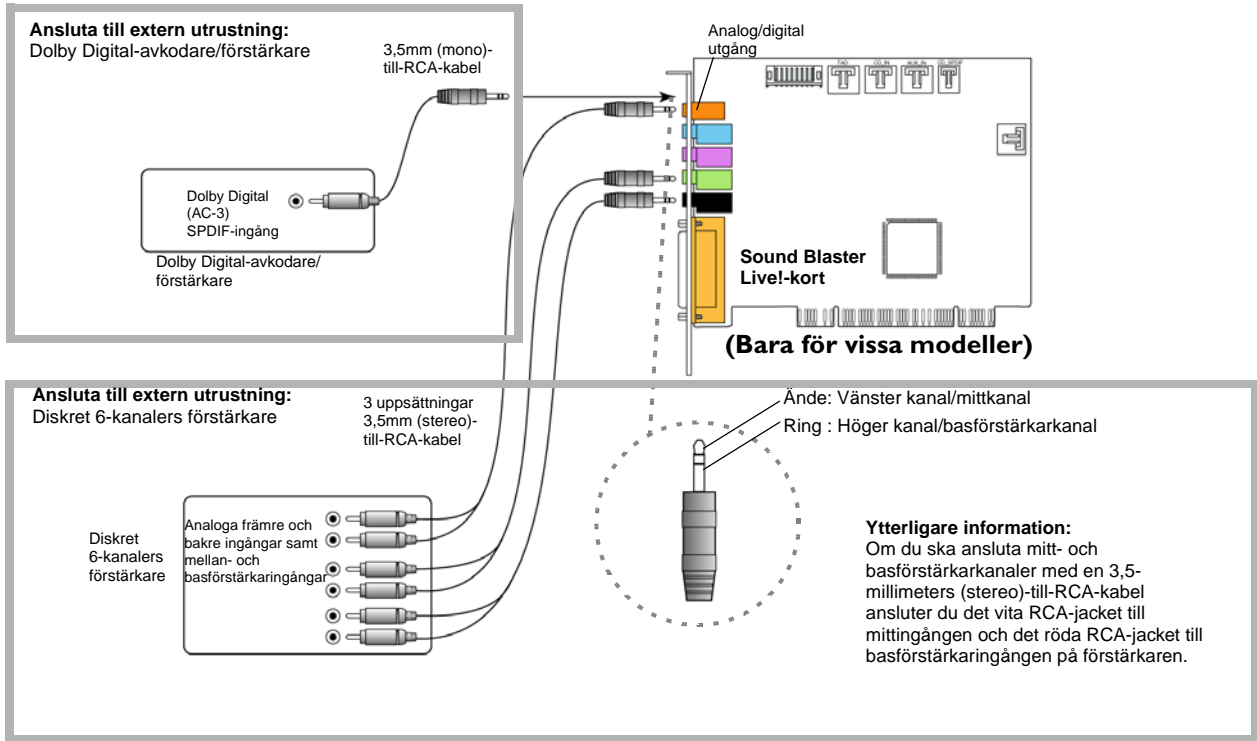 Ansluta till extern utrustning:
Dolby Digital-avkodare/förstärkare
3,5mm (mono)-
till-RCA-kabel
Dolby Digital
(AC-3)
SPDIF-ingång
Dolby Digital-avkodare/
förstärkare
Analog/digital
utgång
TAD
CD_IN
AUX_IN
CD_SPDIF
Sound Blaster
Live!-kort
(Bara för vissa modeller)
Ansluta till extern utrustning:
Diskret 6-kanalers förstärkare
3 uppsättningar
3,5mm (stereo)-
till-RCA-kabel
Diskret
6-kanalers
förstärkare
Analoga främre och
bakre ingångar samt
mellan- och
basförstärkaringångar
Ände: Vänster kanal/mittkanal
Ring : Höger kanal/basförstärkarkanal
Ytterligare information:
Om du ska ansluta mitt- och
basförstärkarkanaler med en 3,5-
millimeters (stereo)-till-RCA-kabel
ansluter du det vita RCA-jacket till
mittingången och det röda RCA-jacket till
basförstärkaringången på förstärkaren.